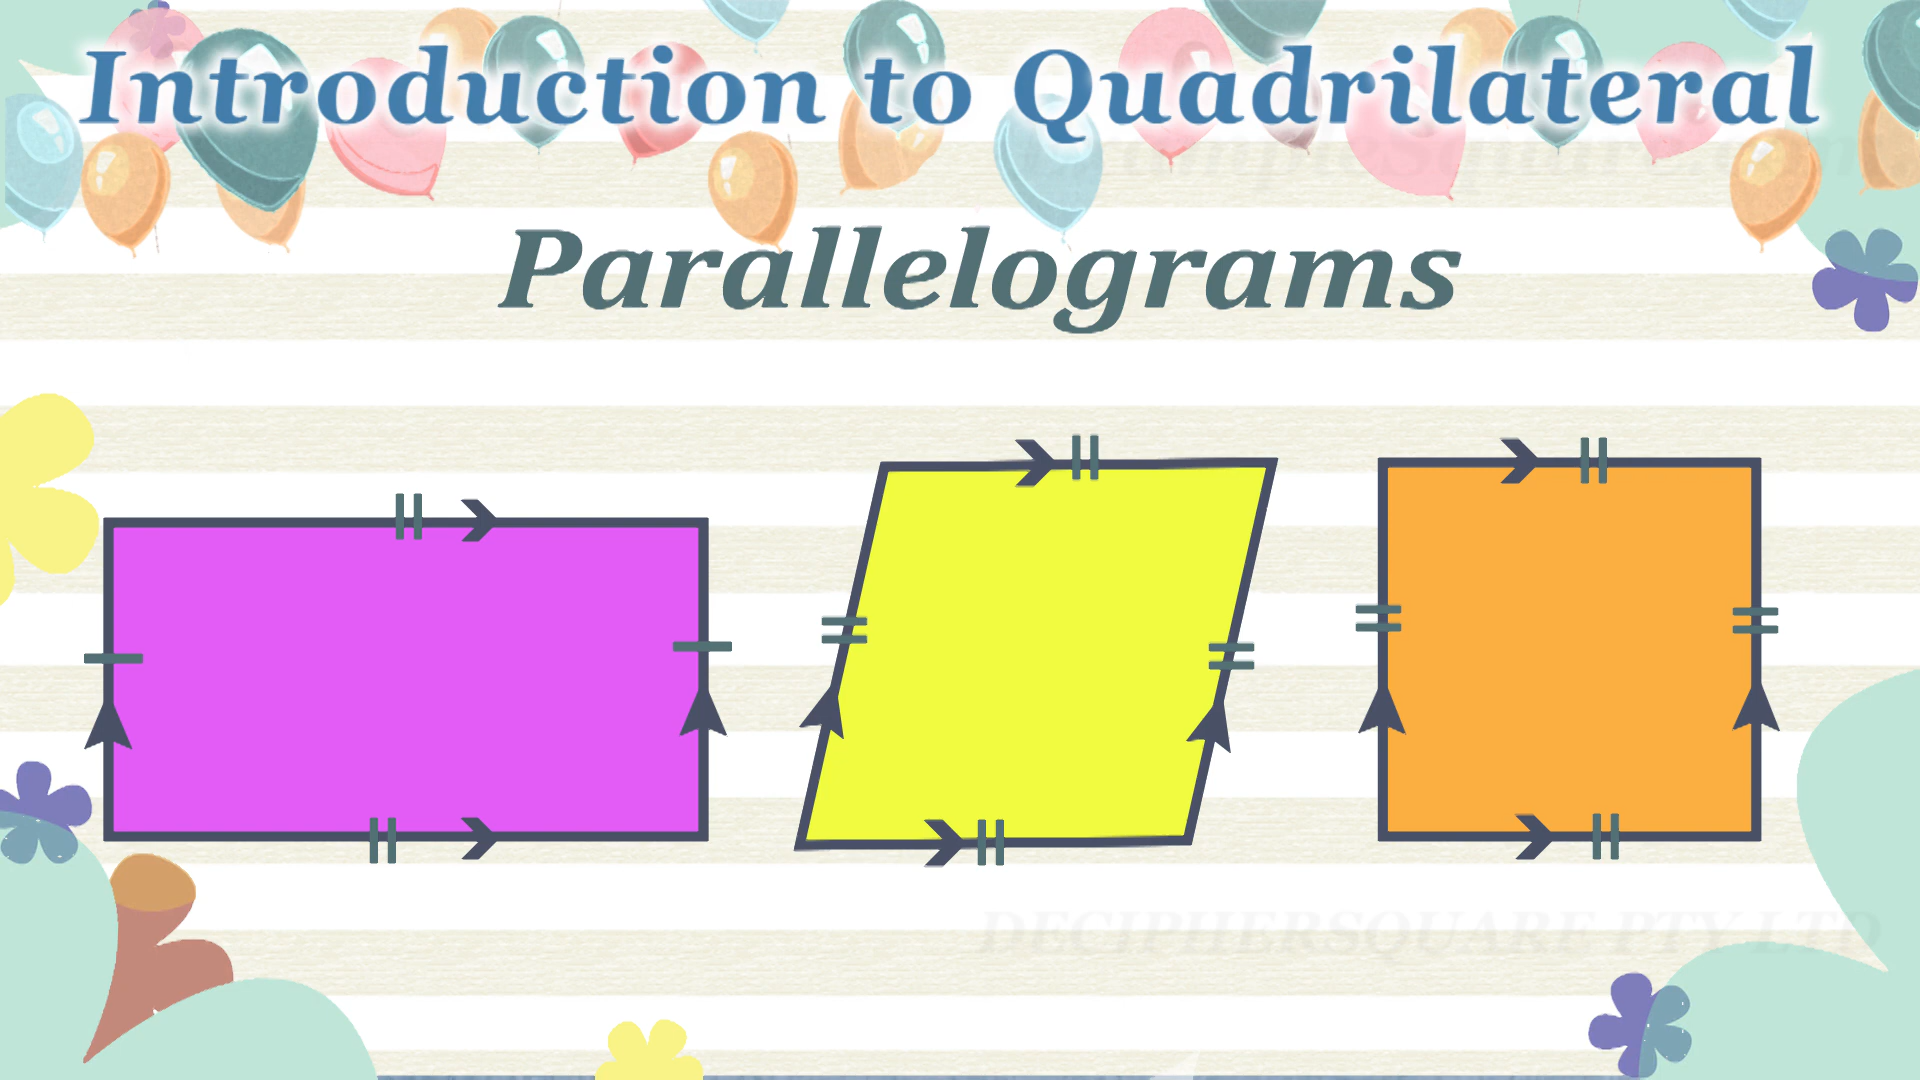 Introduction to Quadrilateral
Parallelograms
DECIPHERSQUARE PTY LTD